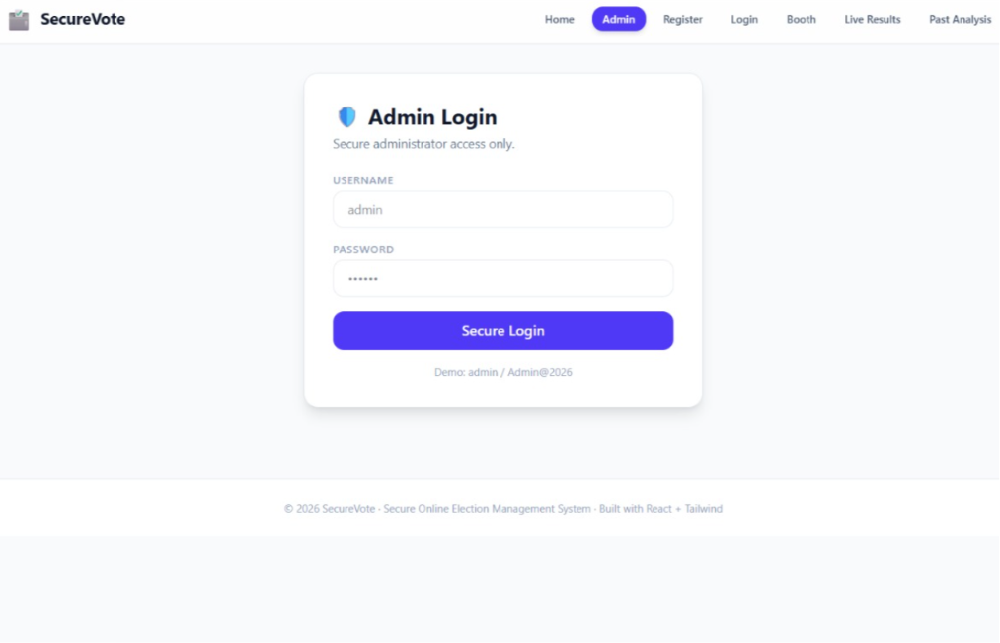 SecureVote
Home Admin Register Login Booth Live Results Past Analysis
Admin Login
Secure administrator access only.
USERNAME
admin
PASSWORD
••••••
Secure Login
Demo: admin / Admin@2026
© 2026 SecureVote · Secure Online Election Management System · Built with React + Tailwind